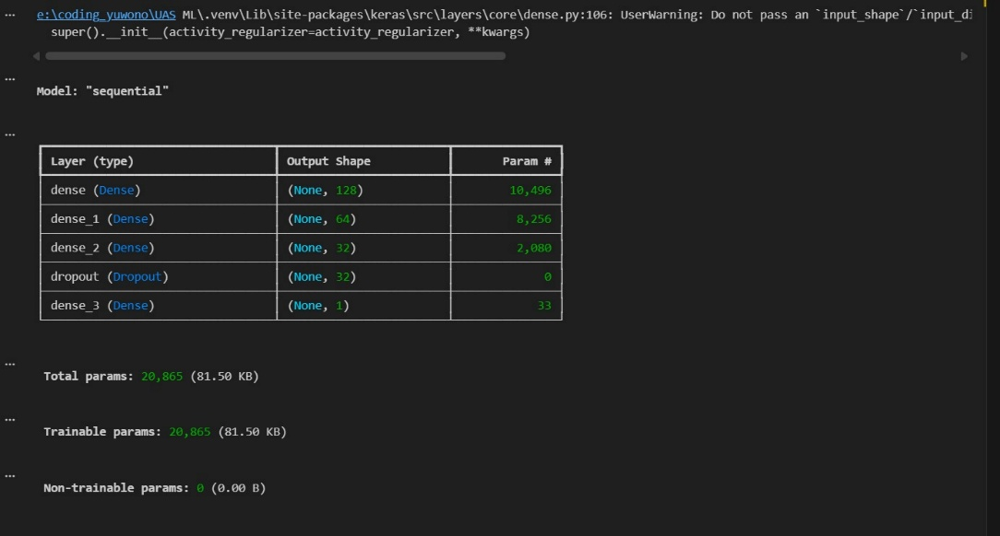 ... e:\coding_yuwono\UAS ML\.venv\Lib\site-packages\keras\src\layers\core\dense.py:106: UserWarning: Do not pass an `input_shape`/`input_di
super().__init__(activity_regularizer=activity_regularizer, **kwargs)
...
Model: "sequential"
...
Layer (type) Output Shape Param #
dense (Dense) (None, 128) 10,496
dense_1 (Dense) (None, 64) 8,256
dense_2 (Dense) (None, 32) 2,080
dropout (Dropout) (None, 32) 0
dense_3 (Dense) (None, 1) 33
...
Total params: 20,865 (81.50 KB)
...
Trainable params: 20,865 (81.50 KB)
...
Non-trainable params: 0 (0.00 B)